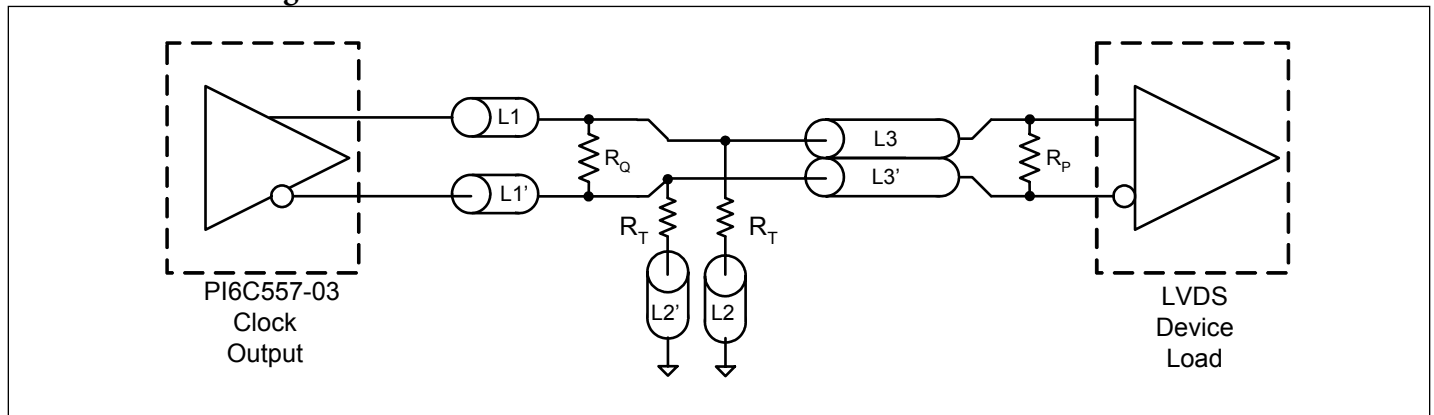 L1
R_Q
L3
R_P
L1’
L3’
R_T
R_T
L2’
L2
PI6C557-03
Clock
Output
LVDS
Device
Load